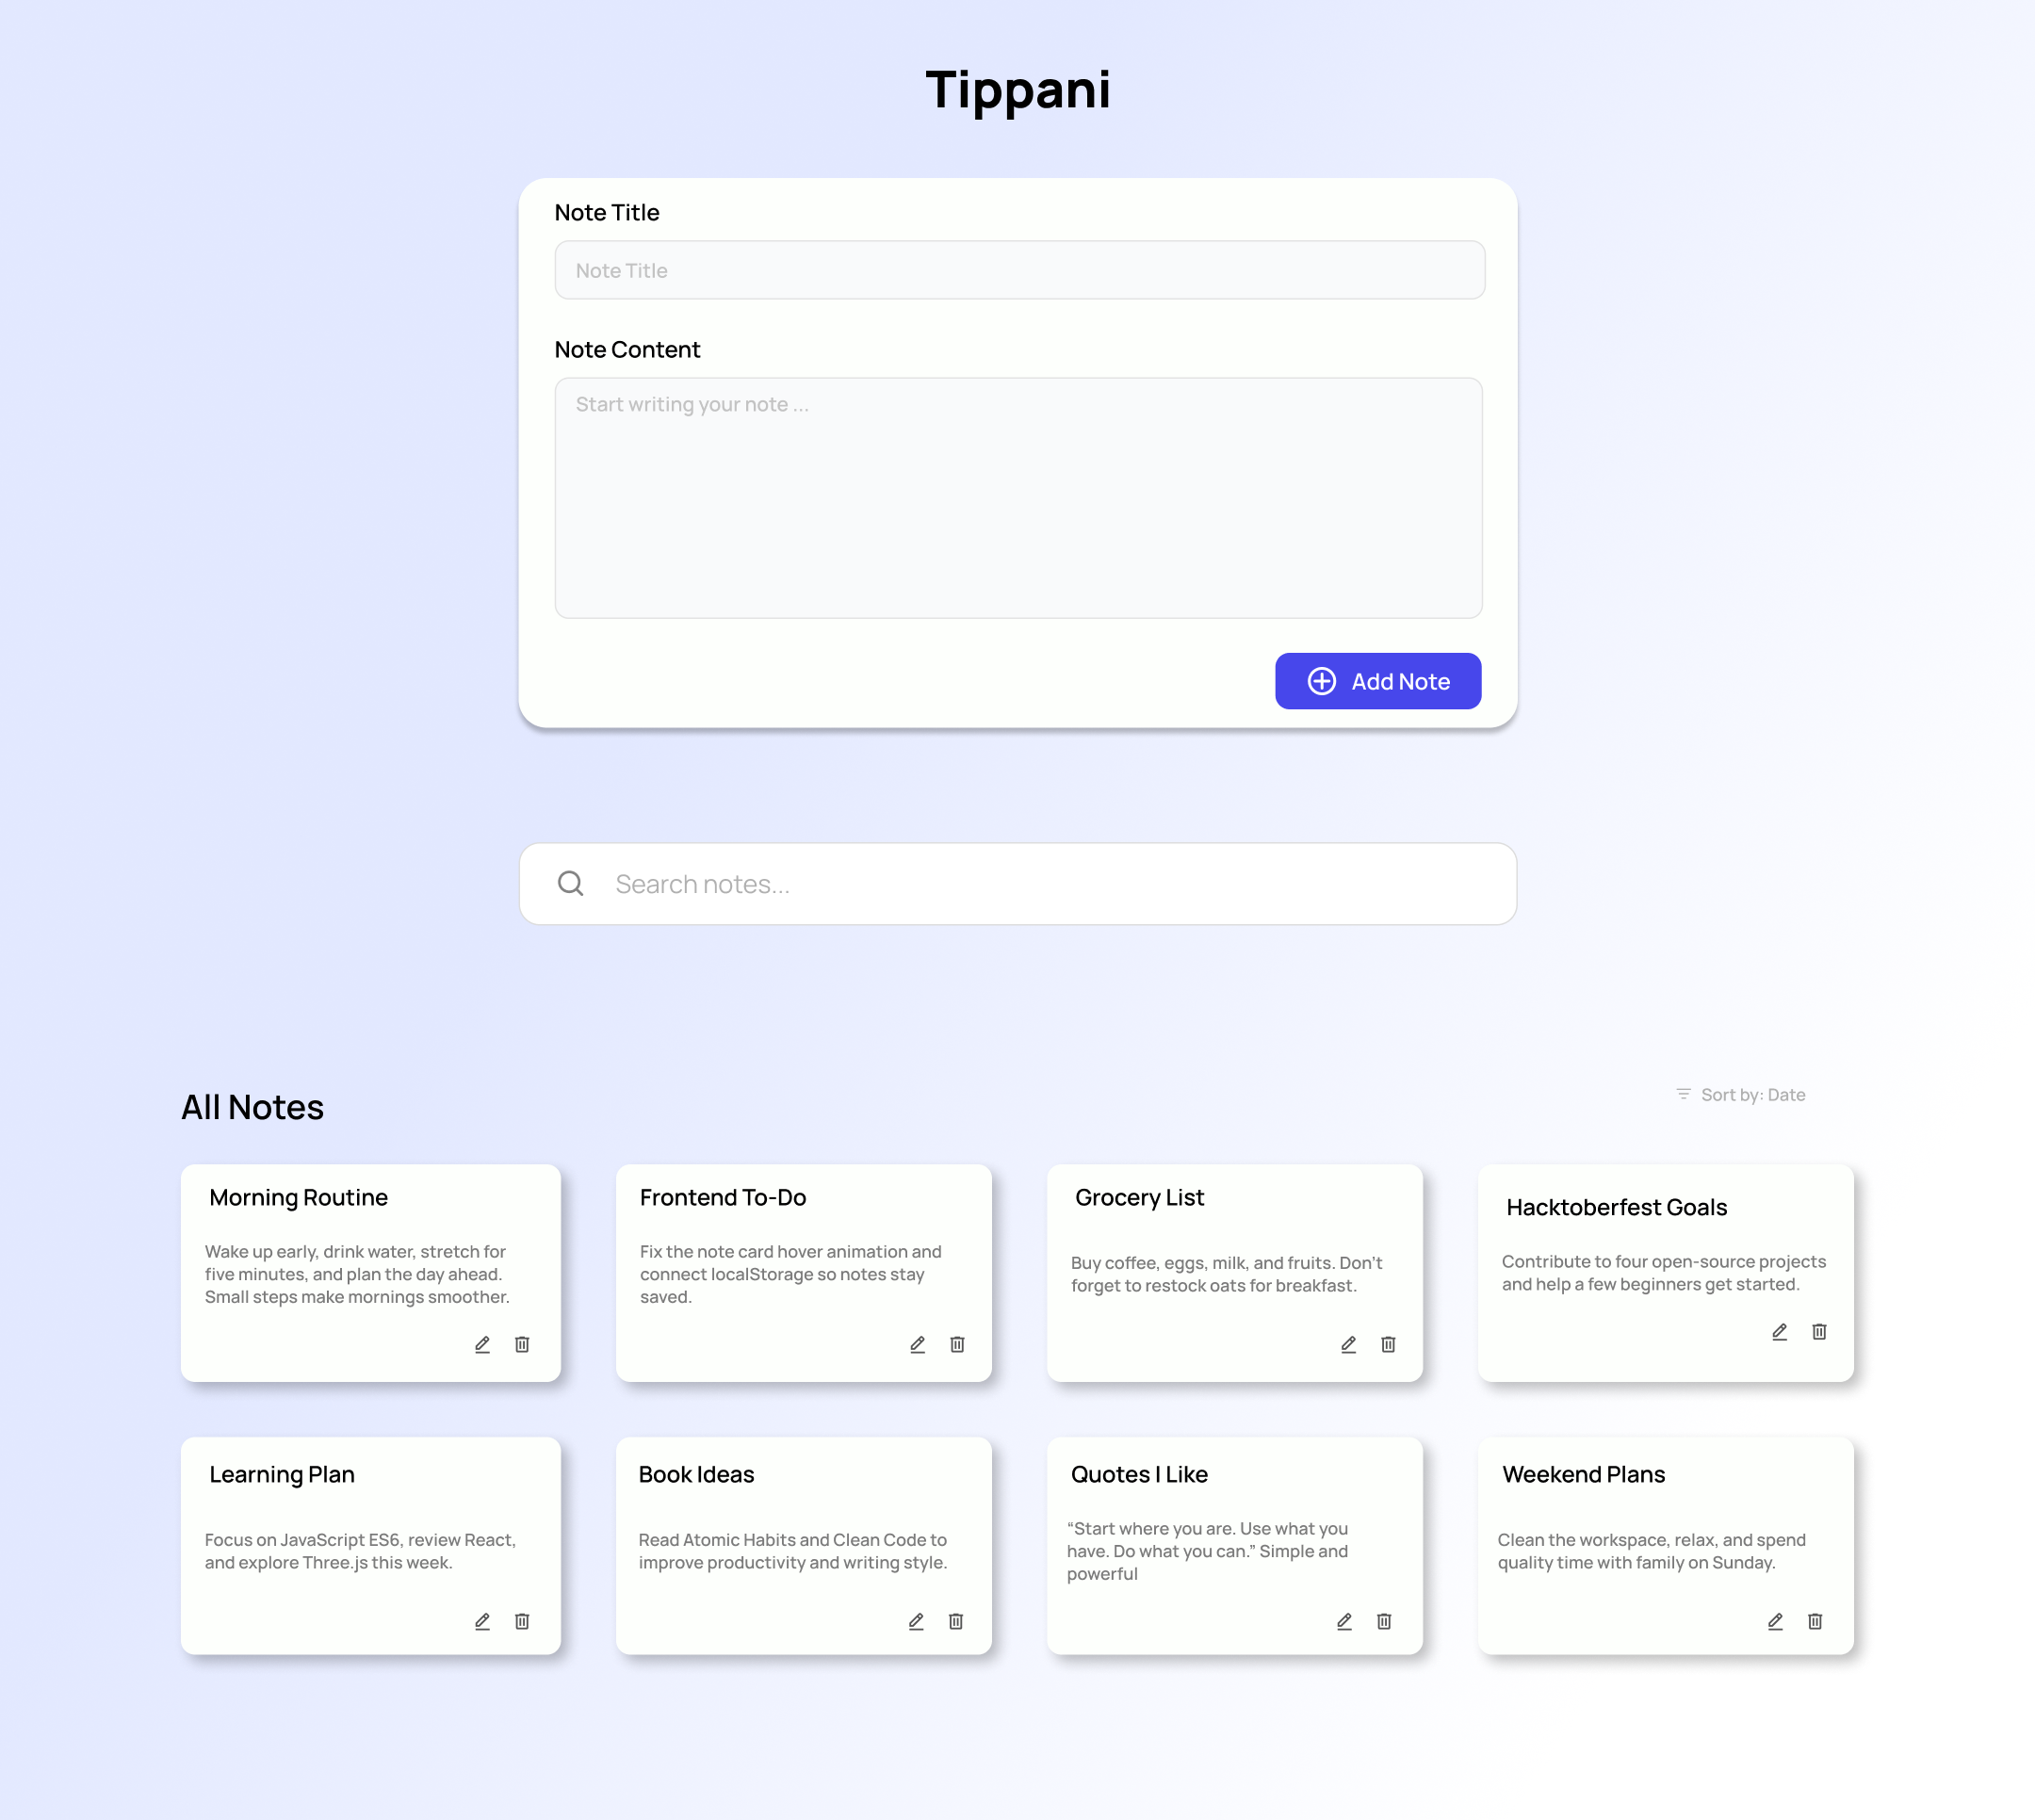 Tippani
Note Title
Note Title
Note Content
Start writing your note ...
Add Note
Search notes...
All Notes
Sort by: Date
Morning Routine
Wake up early, drink water, stretch for
five minutes, and plan the day ahead.
Small steps make mornings smoother.
Frontend To-Do
Fix the note card hover animation and
connect localStorage so notes stay
saved.
Grocery List
Buy coffee, eggs, milk, and fruits. Don't
forget to restock oats for breakfast.
Hacktoberfest Goals
Contribute to four open-source projects
and help a few beginners get started.
Learning Plan
Focus on JavaScript ES6, review React,
and explore Three.js this week.
Book Ideas
Read Atomic Habits and Clean Code to
improve productivity and writing style.
Quotes I Like
“Start where you are. Use what you
have. Do what you can.” Simple and
powerful
Weekend Plans
Clean the workspace, relax, and spend
quality time with family on Sunday.